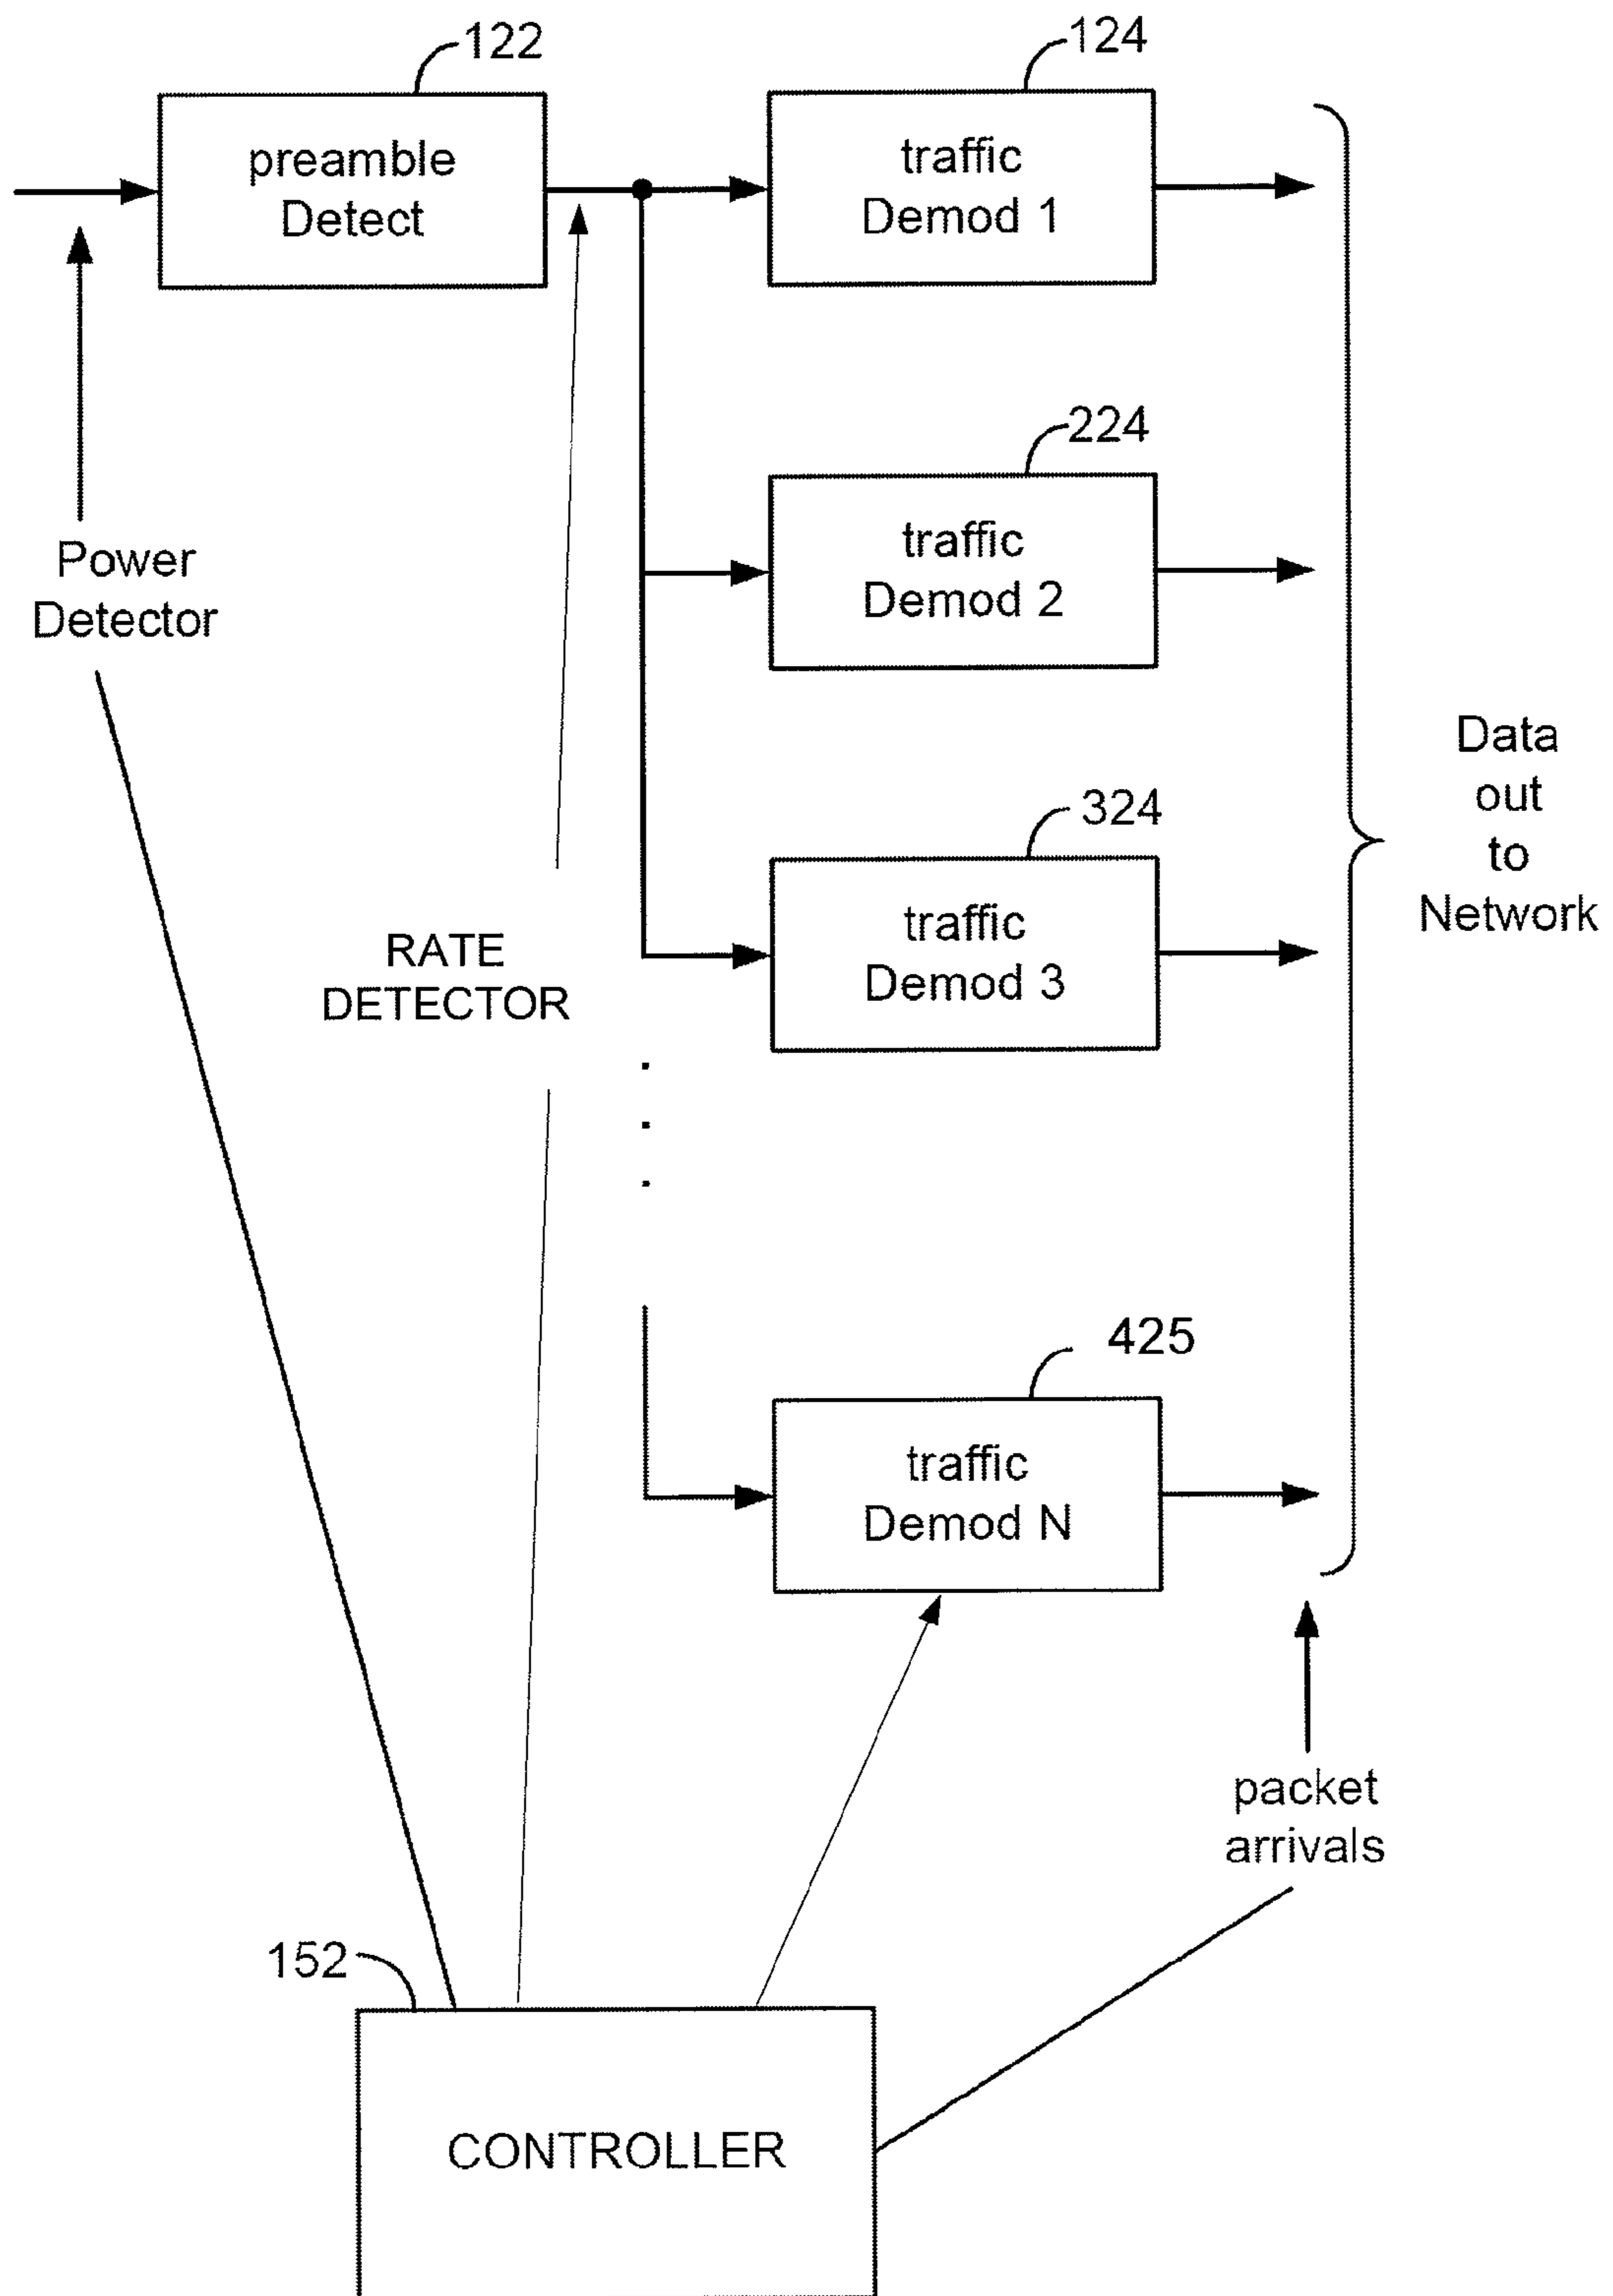 122
124
preamble
Detect
traffic
Demod 1
224
Power
Detector
traffic
Demod 2
Data
out
to
Network
324
RATE
DETECTOR
traffic
Demod 3
425
traffic
Demod N
packet
arrivals
152
CONTROLLER